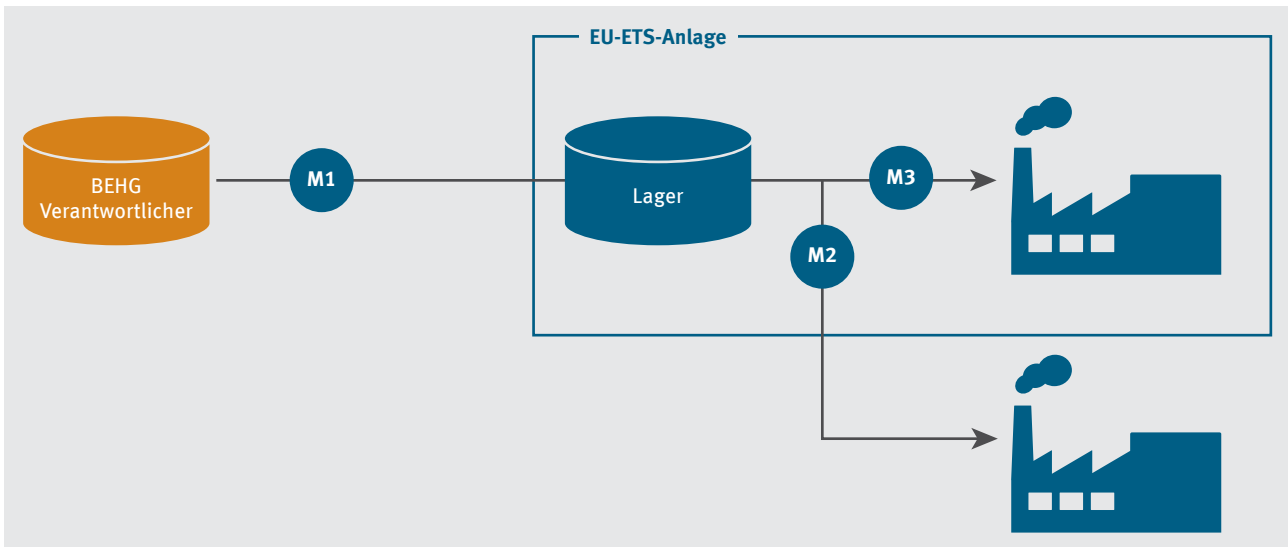 EU-ETS-Anlage
BEHG
Verantwortlicher
M1
Lager
M3
M2